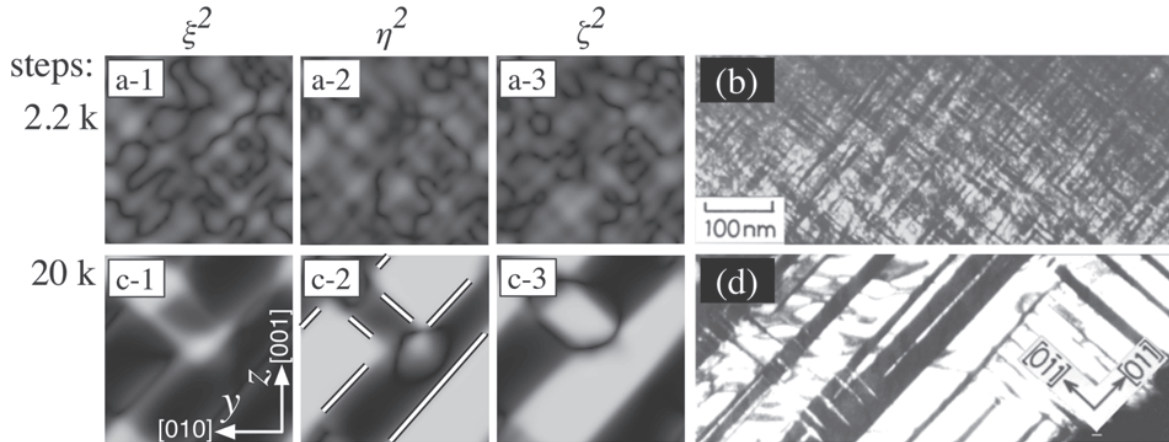 ξ² η² ζ²
steps:
2.2 k
a-1 a-2 a-3 (b)
100 nm
20 k
c-1 c-2 c-3 (d)
[001]
z
y
[010]
[01̄1] [011]